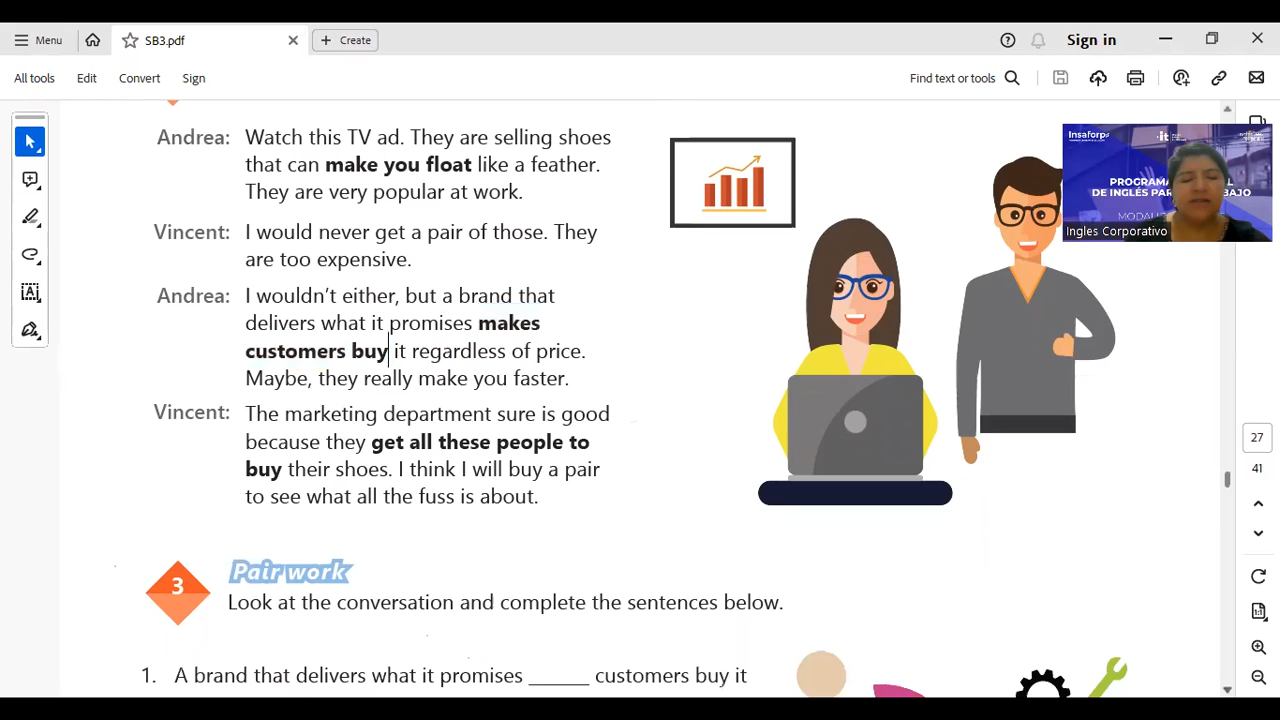 Menu
SB3.pdf
Create
Sign in
All tools
Edit
Convert
Sign
Find text or tools
Andrea: Watch this TV ad. They are selling shoes
that can make you float like a feather.
They are very popular at work.
Vincent: I would never get a pair of those. They
are too expensive.
Andrea: I wouldn't either, but a brand that
delivers what it promises makes
customers buy it regardless of price.
Maybe, they really make you faster.
Vincent: The marketing department sure is good
because they get all these people to
buy their shoes. I think I will buy a pair
to see what all the fuss is about.
Insaforp
it
PROGRAMA
L
DE INGLÉS PAR
BAJO
MODALI
Ingles Corporativo
27
41
3
Pair work
Look at the conversation and complete the sentences below.
1. A brand that delivers what it promises ______ customers buy it